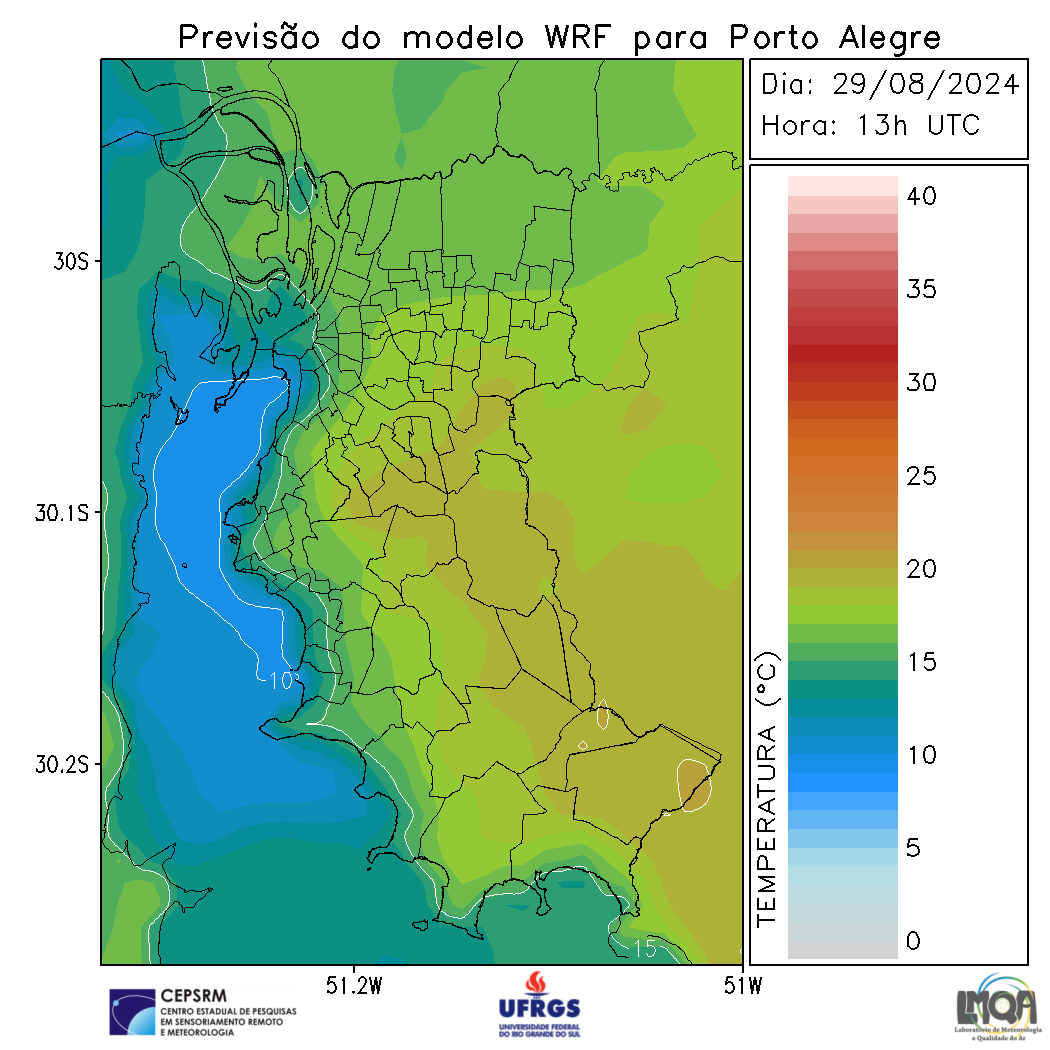 Previsão do modelo WRF para Porto Alegre
Dia: 29/08/2024
Hora: 13h UTC
30S
30.1S
30.2S
51.2W
51W
10
15
TEMPERATURA (°C)
40
35
30
25
20
15
10
5
0
CEPSRM
CENTRO ESTADUAL DE PESQUISAS
EM SENSORIAMENTO REMOTO
E METEOROLOGIA
UFRGS
UNIVERSIDADE FEDERAL
DO RIO GRANDE DO SUL
LMQA
Laboratório de Meteorologia
e Qualidade do Ar